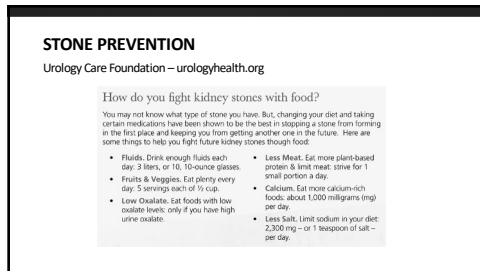 STONE PREVENTION
Urology Care Foundation – urologyhealth.org
How do you fight kidney stones with food?
You may not know what type of stone you have. But, changing your diet and taking
certain medications have been shown to be the best in stopping a stone from forming
in the first place and keeping you from getting another one in the future. Here are
some things to help you fight future kidney stones though food:
• Fluids. Drink enough fluids each
day: 3 liters, or 10, 10-ounce glasses.
• Fruits & Veggies. Eat plenty every
day: 5 servings each of ½ cup.
• Low Oxalate. Eat foods with low
oxalate levels: only if you have high
urine oxalate.
• Less Meat. Eat more plant-based
protein & limit meat: strive for 1
small portion a day.
• Calcium. Eat more calcium-rich
foods: about 1,000 milligrams (mg)
per day.
• Less Salt. Limit sodium in your diet:
2,300 mg – or 1 teaspoon of salt –
per day.